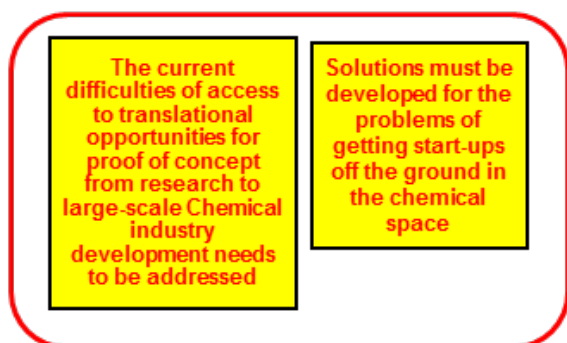 The current
difficulties of access
to translational
opportunities for
proof of concept
from research to
large-scale Chemical
industry
development needs
to be addressed
Solutions must be
developed for the
problems of
getting start-ups
off the ground in
the chemical
space